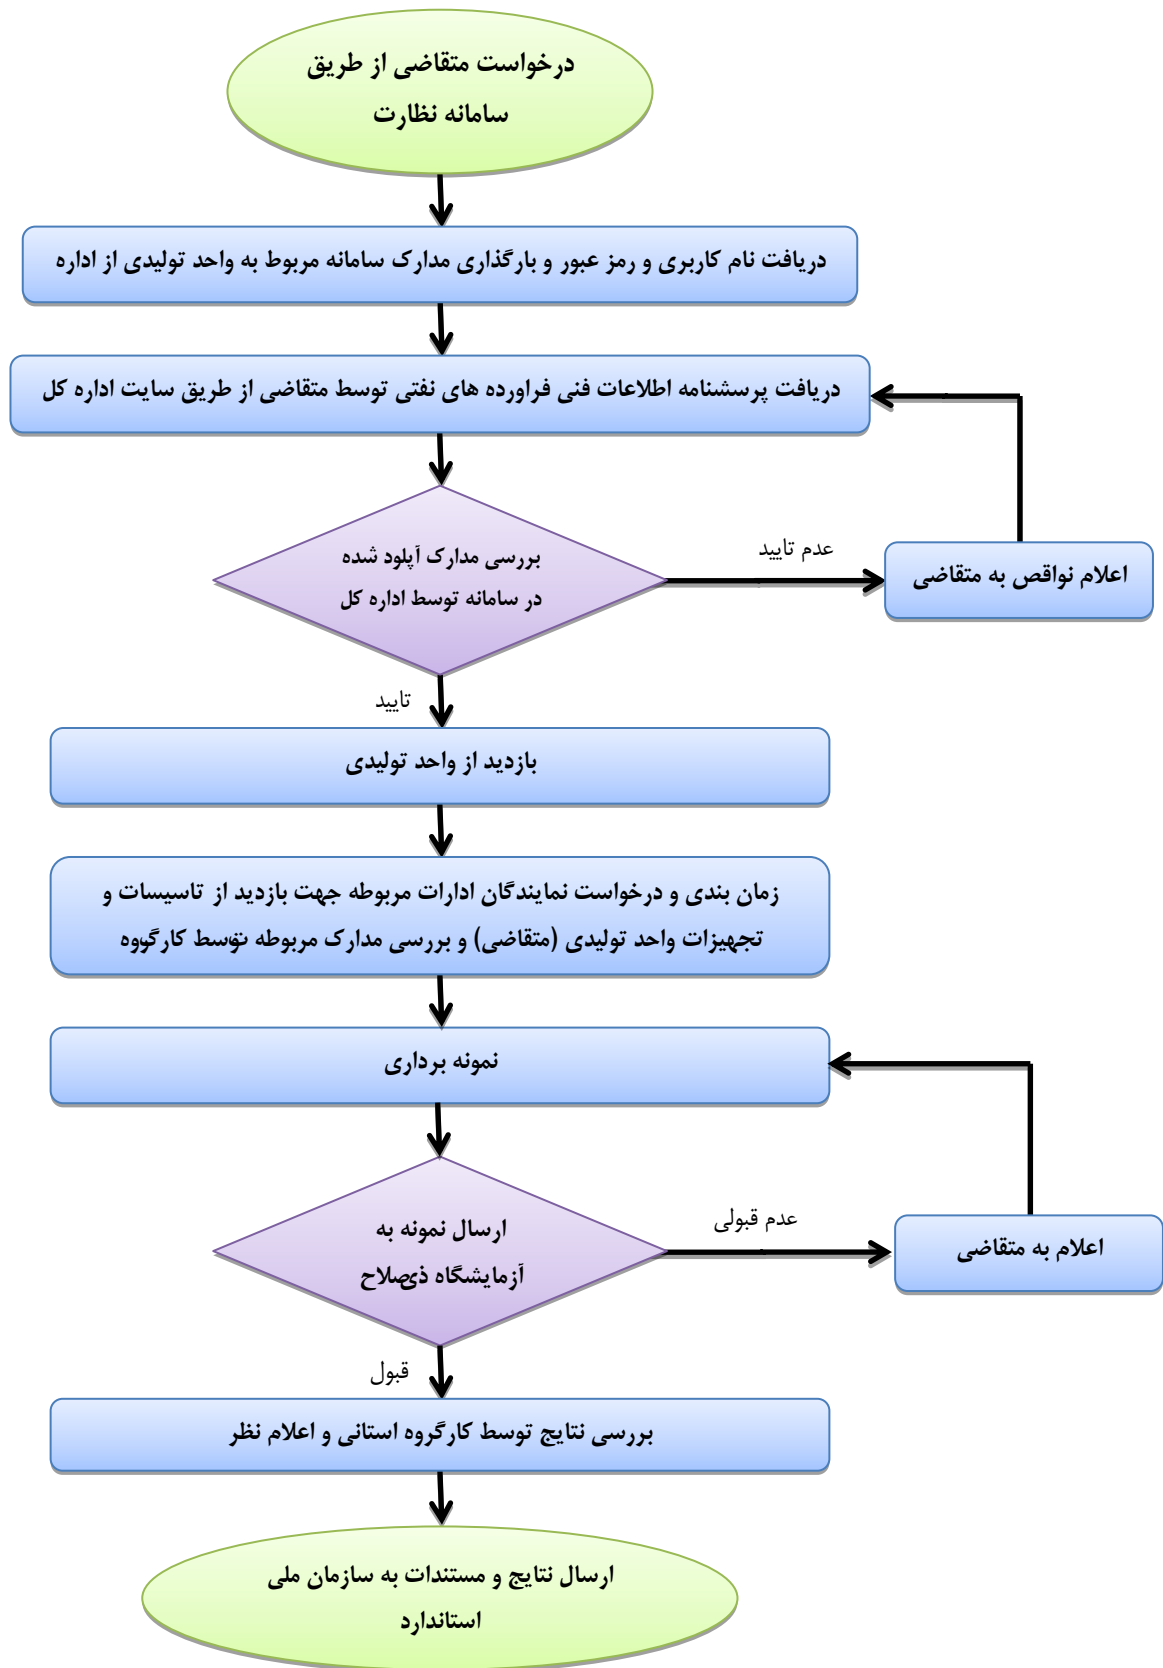 درخواست متقاضی از طریق
سامانه نظارت
دریافت نام کاربری و رمز عبور و بارگذاری مدارک سامانه مربوط به واحد تولیدی از اداره
دریافت پرسشنامه اطلاعات فنی فراورده های نفتی توسط متقاضی از طریق سایت اداره کل
بررسی مدارک آپلود شده
در سامانه توسط اداره کل
عدم تایید
اعلام نواقص به متقاضی
تایید
بازدید از واحد تولیدی
زمان بندی و درخواست نمایندگان ادارات مربوطه جهت بازدید از تاسیسات و
تجهیزات واحد تولیدی (متقاضی) و بررسی مدارک مربوطه توسط کارگروه
نمونه برداری
ارسال نمونه به
آزمایشگاه ذیصلاح
عدم قبولی
اعلام به متقاضی
قبول
بررسی نتایج توسط کارگروه استانی و اعلام نظر
ارسال نتایج و مستندات به سازمان ملی
استاندارد